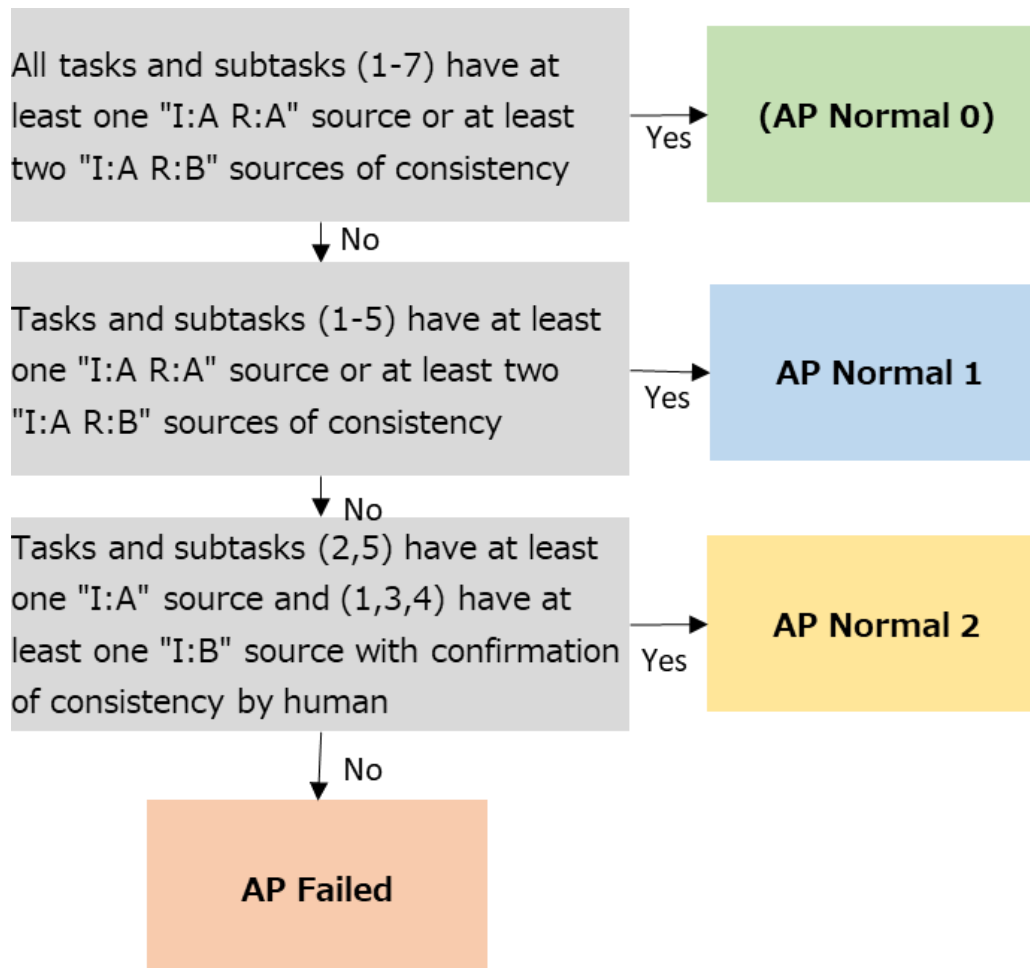 All tasks and subtasks (1-7) have at
least one "I:A R:A" source or at least
two "I:A R:B" sources of consistency
Yes
(AP Normal 0)
No
Tasks and subtasks (1-5) have at least
one "I:A R:A" source or at least two
"I:A R:B" sources of consistency
Yes
AP Normal 1
No
Tasks and subtasks (2,5) have at least
one "I:A" source and (1,3,4) have at
least one "I:B" source with confirmation
of consistency by human
Yes
AP Normal 2
No
AP Failed